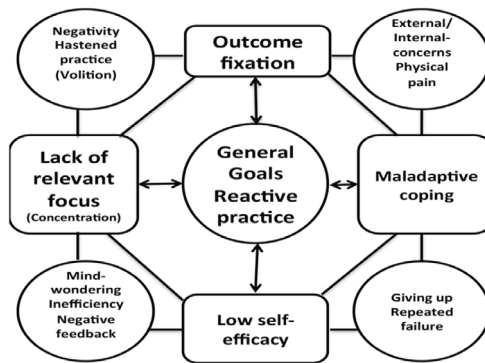 Negativity
Hastened
practice
(Volition)
Outcome
fixation
External/
Internal-
concerns
Physical
pain
Lack of
relevant
focus
(Concentration)
General
Goals
Reactive
practice
Maladaptive
coping
Mind-
wondering
Inefficiency
Negative
feedback
Low self-
efficacy
Giving up
Repeated
failure